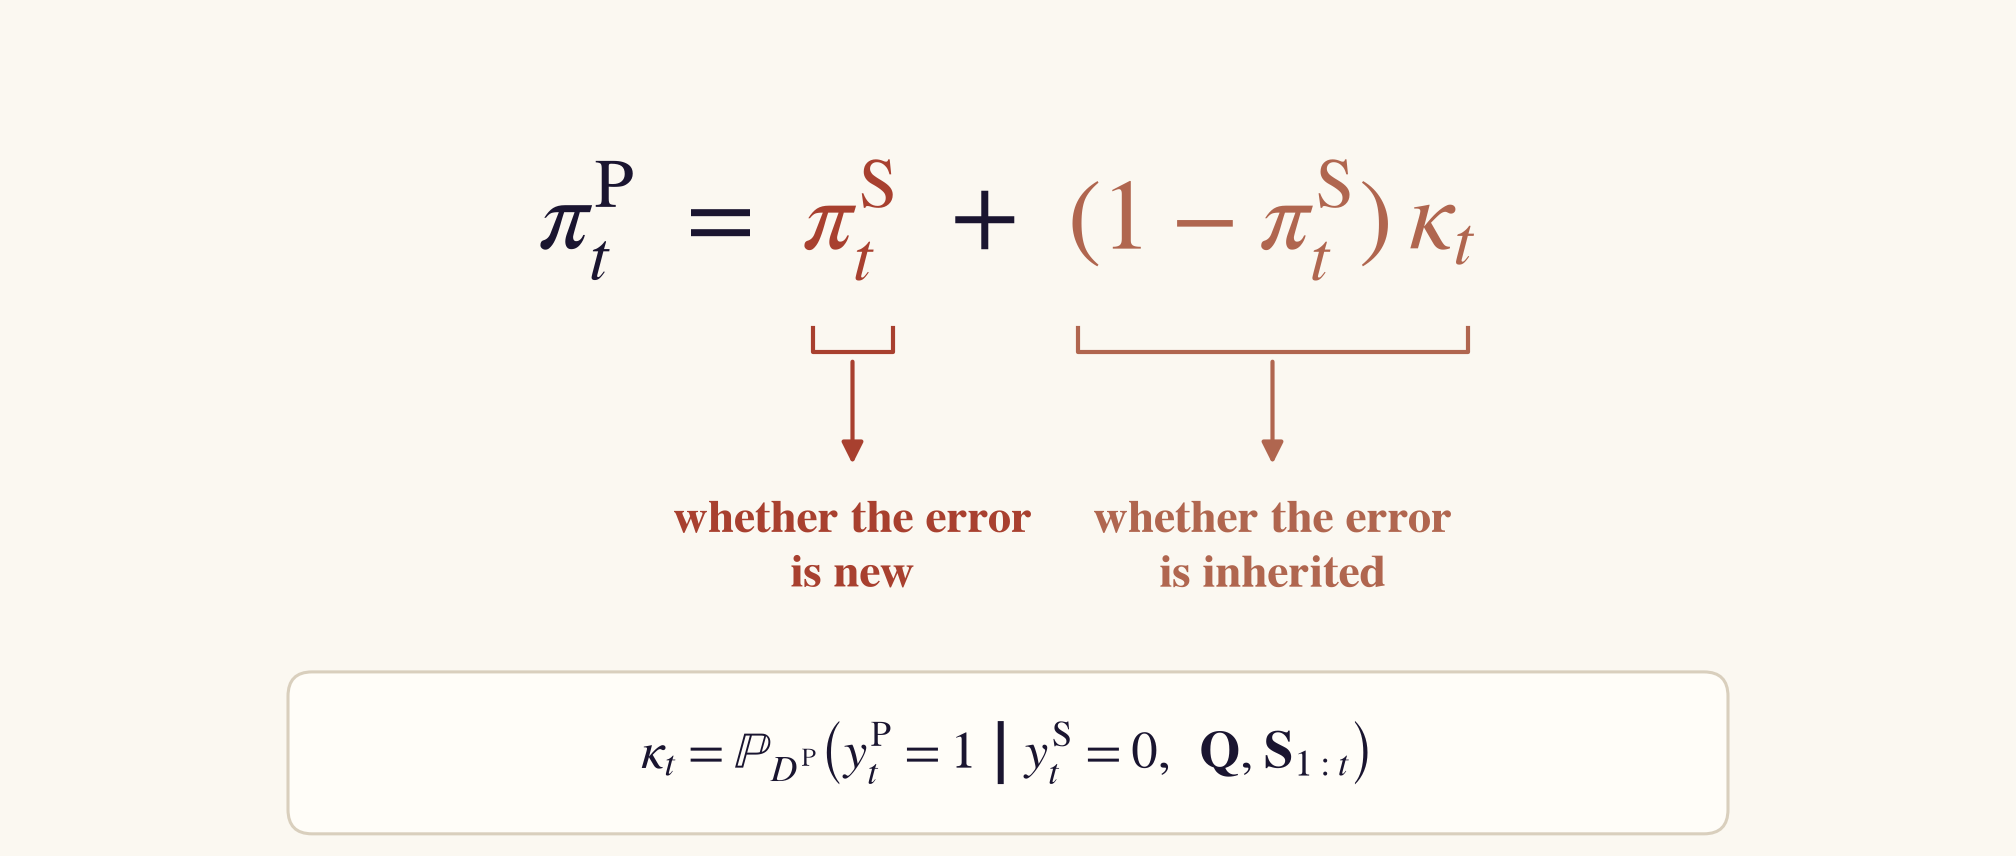 π_t^P = π_t^S + (1 − π_t^S) κ_t
whether the error
is new
whether the error
is inherited
κ_t = ℙ_{D^P}(y_t^P = 1 | y_t^S = 0, Q, S_{1:t})